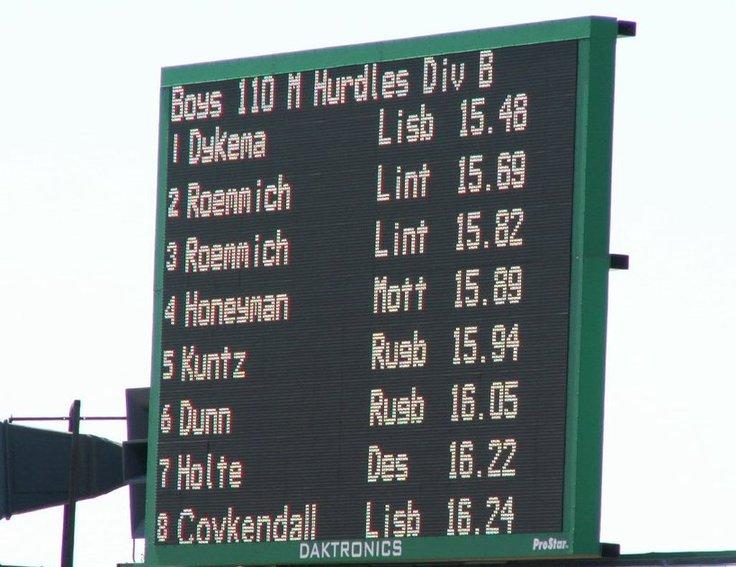 Boys 110 M Hurdles Div B
1 Dykema Lisb 15.48
2 Roemmich Lint 15.69
3 Roemmich Lint 15.82
4 Honeyman Mott 15.89
5 Kuntz Rugb 15.94
6 Dunn Rugb 16.05
7 Holte Des 16.22
8 Covkendall Lisb 16.24
DAKTRONICS ProStar